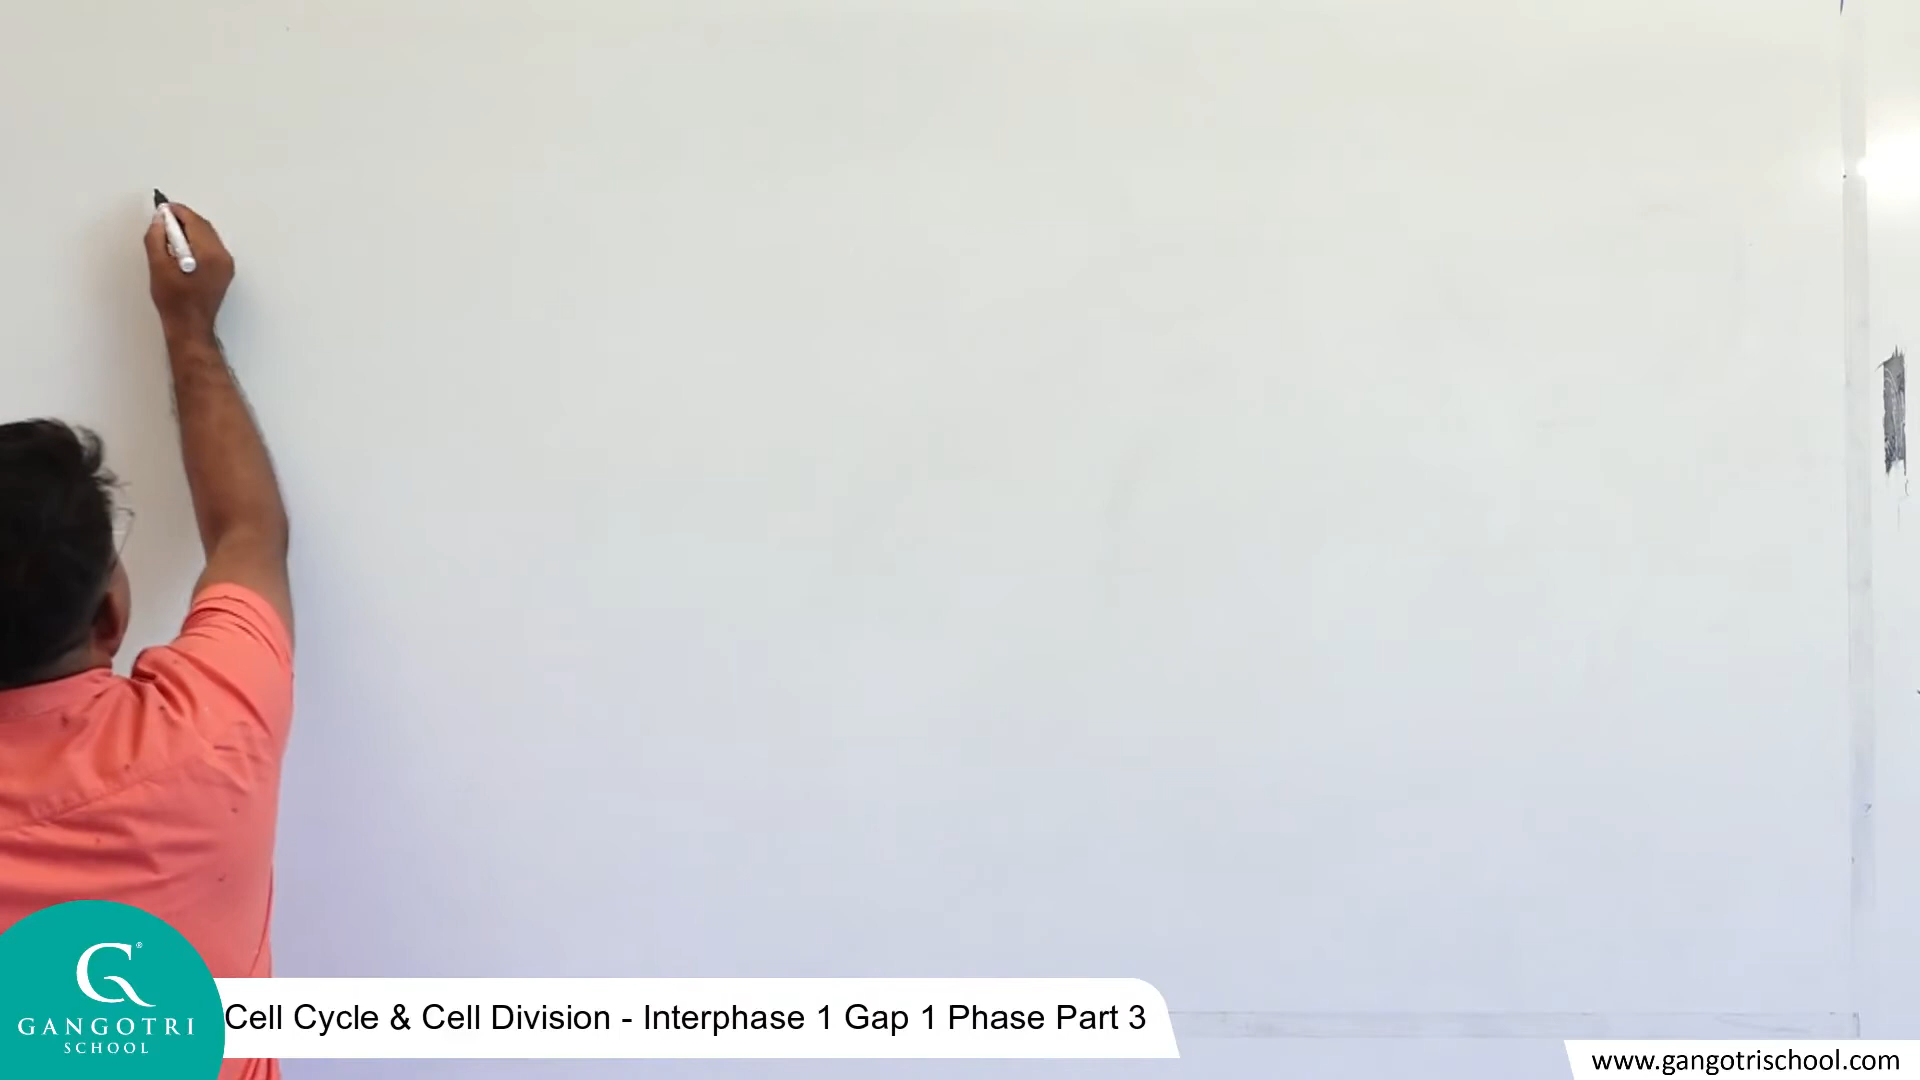 GANGOTRI
SCHOOL
Cell Cycle & Cell Division - Interphase 1 Gap 1 Phase Part 3
www.gangotrischool.com